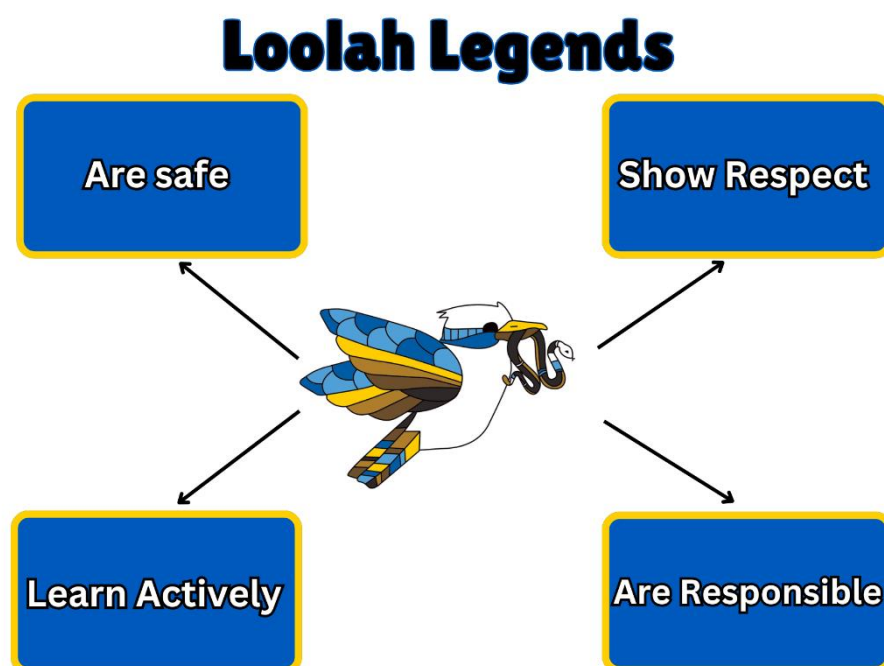 Loolah Legends
Are safe
Show Respect
Learn Actively
Are Responsible